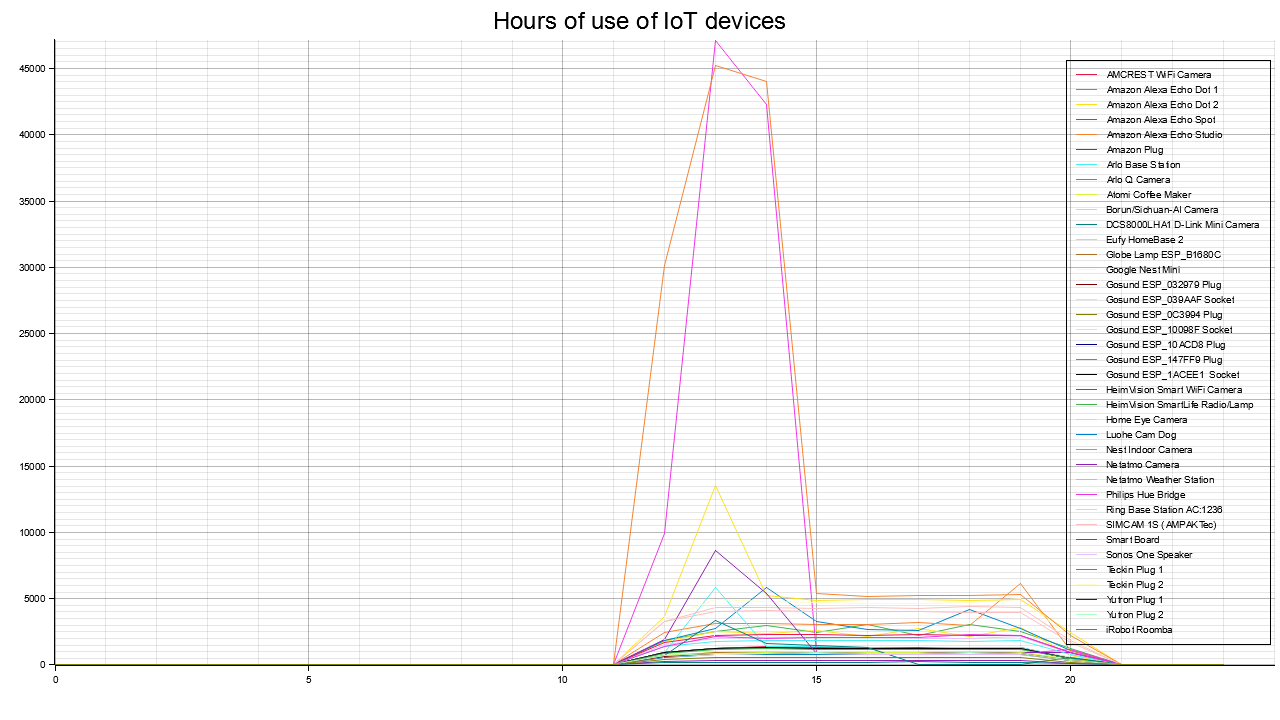 Hours of use of IoT devices
45000
40000
35000
30000
25000
20000
15000
10000
5000
0
0
5
10
15
20
AMCREST WiFi Camera
Amazon Alexa Echo Dot 1
Amazon Alexa Echo Dot 2
Amazon Alexa Echo Spot
Amazon Alexa Echo Studio
Amazon Plug
Arlo Base Station
Arlo Q Camera
Atomi Coffee Maker
Borun/Sichuan-AI Camera
DCS8000LHA1 D-Link Mini Camera
Eufy HomeBase 2
Globe Lamp ESP_B1680C
Google Nest Mini
Gosund ESP_032979 Plug
Gosund ESP_039AAF Socket
Gosund ESP_0C3994 Plug
Gosund ESP_10098F Socket
Gosund ESP_10ACD8 Plug
Gosund ESP_147FF9 Plug
Gosund ESP_1ACEE1 Socket
HeimVision Smart WiFi Camera
HeimVision SmartLife Radio/Lamp
Home Eye Camera
Luohe Cam Dog
Nest Indoor Camera
Netatmo Camera
Netatmo Weather Station
Philips Hue Bridge
Ring Base Station AC:1236
SIMCAM 1S (AMPAKTec)
Smart Board
Sonos One Speaker
Teckin Plug 1
Teckin Plug 2
Yutron Plug 1
Yutron Plug 2
iRobot Roomba